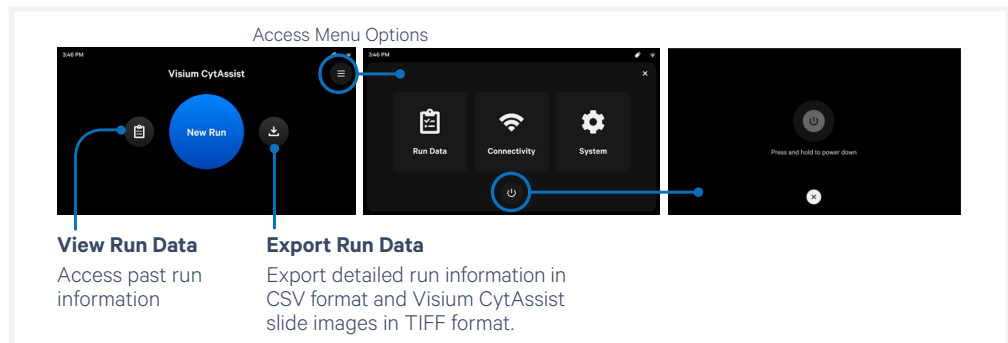 Access Menu Options
3:46 PM
Visium CytAssist
New Run
3:46 PM
Run Data
Connectivity
System
Press and hold to power down
View Run Data
Access past run
information
Export Run Data
Export detailed run information in
CSV format and Visium CytAssist
slide images in TIFF format.